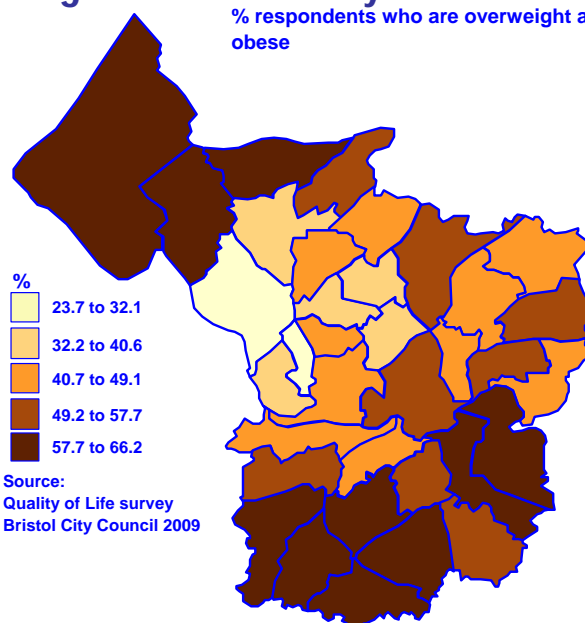 % respondents who are overweight a
obese
%
23.7 to 32.1
32.2 to 40.6
40.7 to 49.1
49.2 to 57.7
57.7 to 66.2
Source:
Quality of Life survey
Bristol City Council 2009